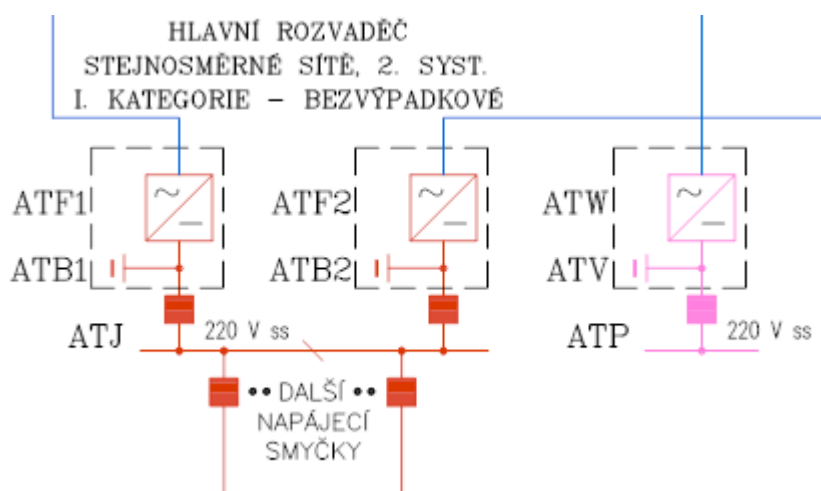 HLAVNÍ ROZVADĚČ
STEJNOSMĚRNÉ SÍTĚ, 2. SYST.
I. KATEGORIE – BEZVÝPADKOVÉ
ATF1
ATF2
ATW
ATB1
ATB2
ATV
ATJ
220 V ss
ATP
220 V ss
•• DALŠÍ ••
NAPÁJECÍ
SMYČKY